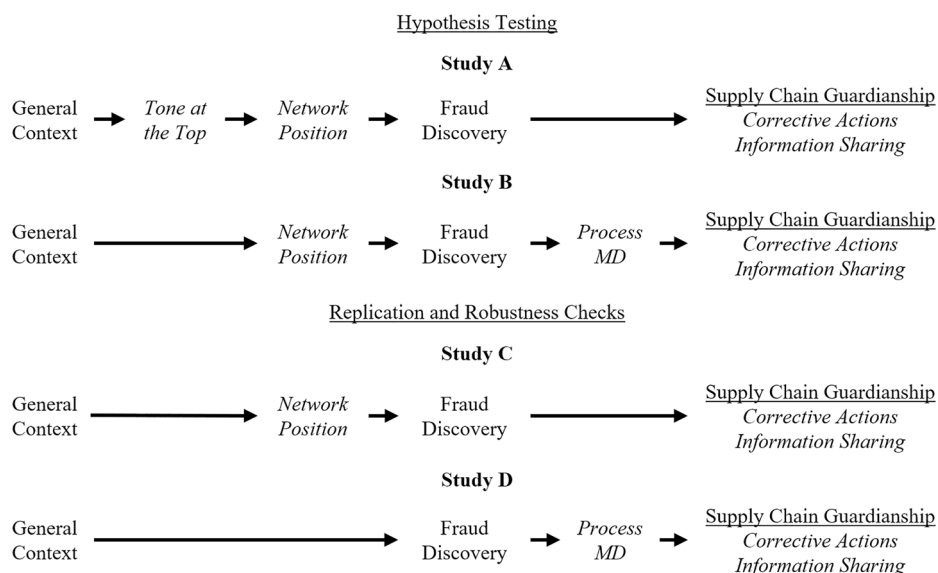 Hypothesis Testing
Study A
General
Context
Tone at
the Top
Network
Position
Fraud
Discovery
Supply Chain Guardianship
Corrective Actions
Information Sharing
Study B
General
Context
Network
Position
Fraud
Discovery
Process
MD
Supply Chain Guardianship
Corrective Actions
Information Sharing
Replication and Robustness Checks
Study C
General
Context
Network
Position
Fraud
Discovery
Supply Chain Guardianship
Corrective Actions
Information Sharing
Study D
General
Context
Fraud
Discovery
Process
MD
Supply Chain Guardianship
Corrective Actions
Information Sharing